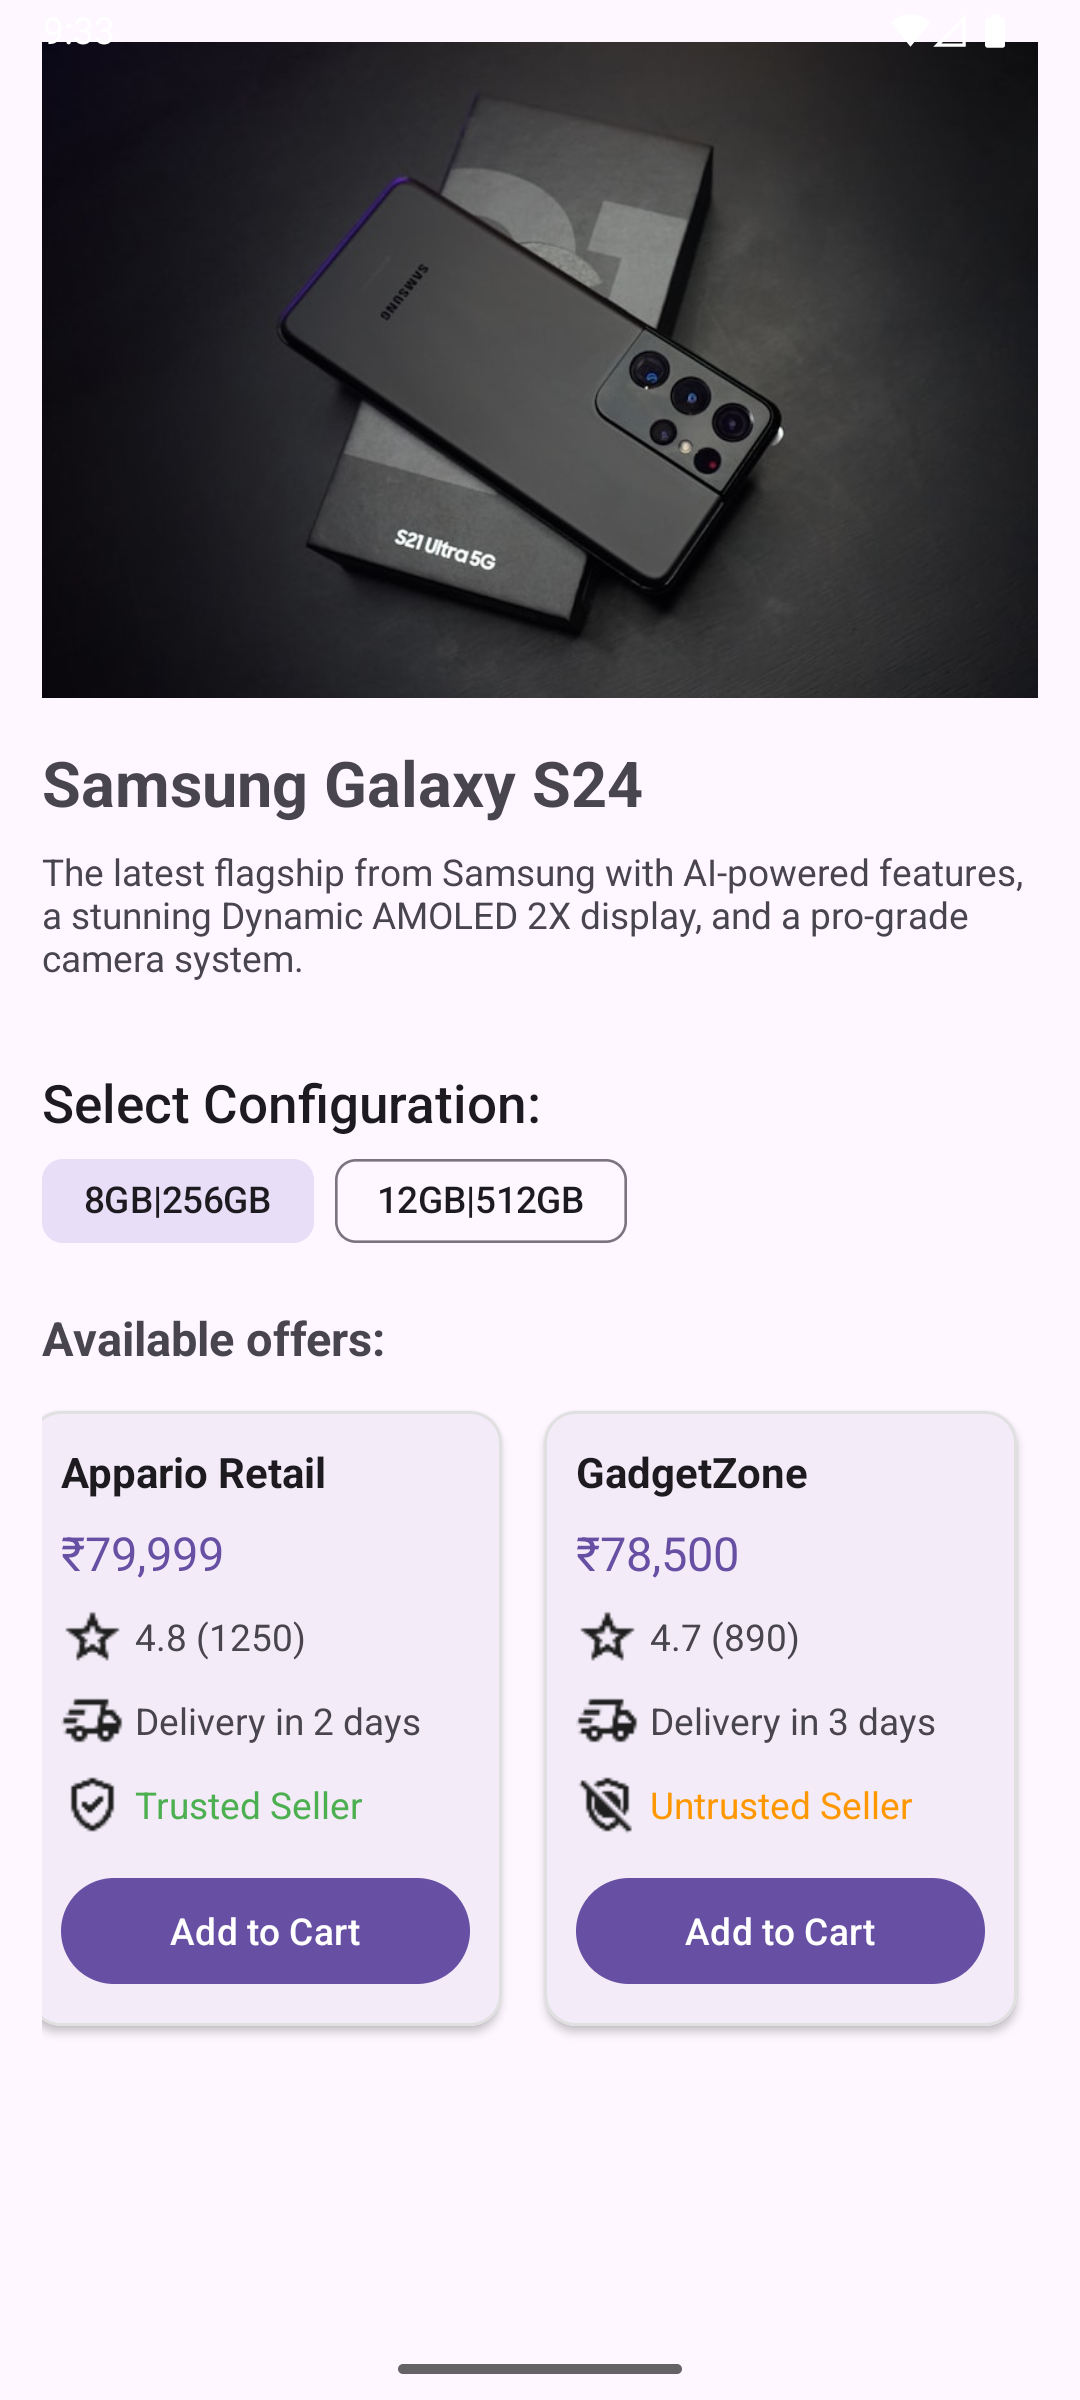 9:33
SAMSUNG
S21 Ultra 5G
Samsung Galaxy S24
The latest flagship from Samsung with AI-powered features,
a stunning Dynamic AMOLED 2X display, and a pro-grade
camera system.
Select Configuration:
8GB|256GB
12GB|512GB
Available offers:
Appario Retail
₹79,999
4.8 (1250)
Delivery in 2 days
Trusted Seller
Add to Cart
GadgetZone
₹78,500
4.7 (890)
Delivery in 3 days
Untrusted Seller
Add to Cart